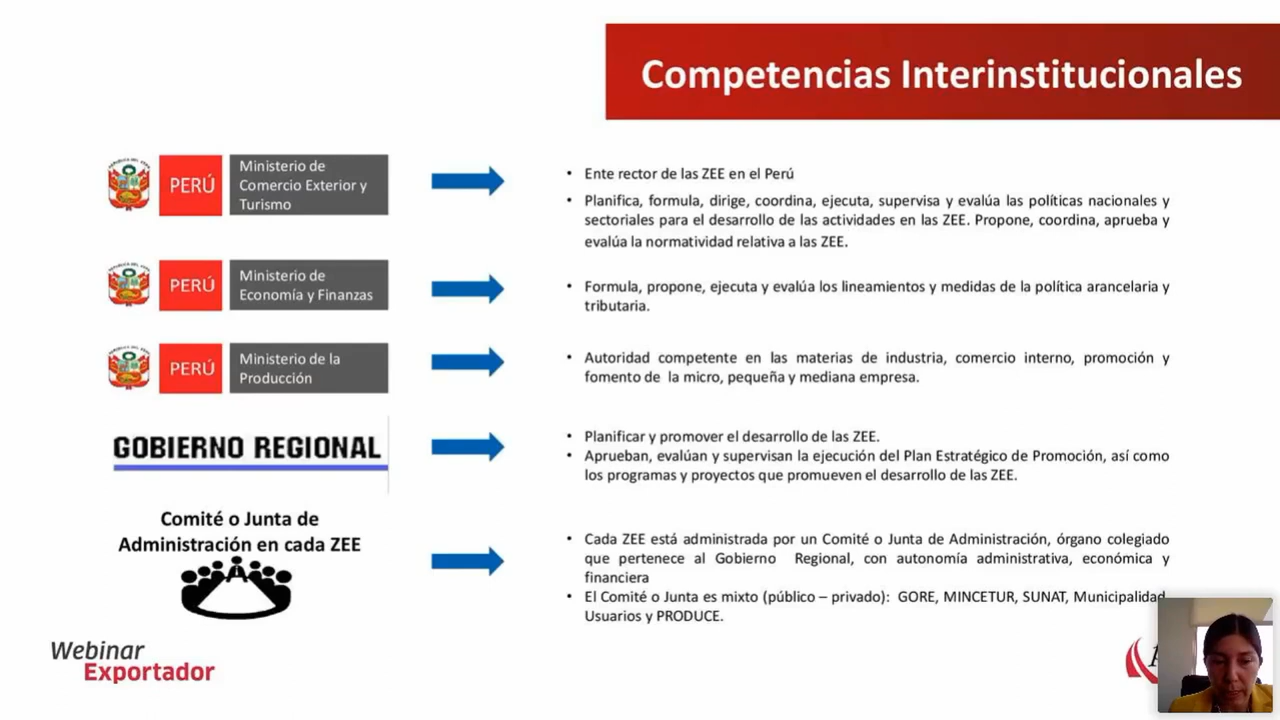 Competencias Interinstitucionales
PERÚ
Ministerio de
Comercio Exterior y
Turismo
• Ente rector de las ZEE en el Perú
• Planifica, formula, dirige, coordina, ejecuta, supervisa y evalúa las políticas nacionales y
sectoriales para el desarrollo de las actividades en las ZEE. Propone, coordina, aprueba y
evalúa la normatividad relativa a las ZEE.
PERÚ
Ministerio de
Economía y Finanzas
• Formula, propone, ejecuta y evalúa los lineamientos y medidas de la política arancelaria y
tributaria.
PERÚ
Ministerio de la
Producción
• Autoridad competente en las materias de industria, comercio interno, promoción y
fomento de la micro, pequeña y mediana empresa.
GOBIERNO REGIONAL
• Planificar y promover el desarrollo de las ZEE.
• Aprueban, evalúan y supervisan la ejecución del Plan Estratégico de Promoción, así como
los programas y proyectos que promueven el desarrollo de las ZEE.
Comité o Junta de
Administración en cada ZEE
• Cada ZEE está administrada por un Comité o Junta de Administración, órgano colegiado
que pertenece al Gobierno Regional, con autonomía administrativa, económica y
financiera
• El Comité o Junta es mixto (público – privado): GORE, MINCETUR, SUNAT, Municipalidad,
Usuarios y PRODUCE.
Webinar
Exportador